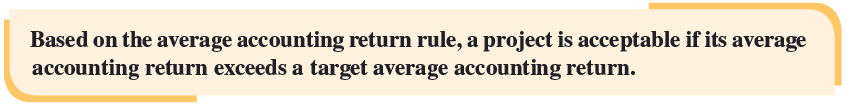 Based on the average accounting return rule, a project is acceptable if its average
accounting return exceeds a target average accounting return.